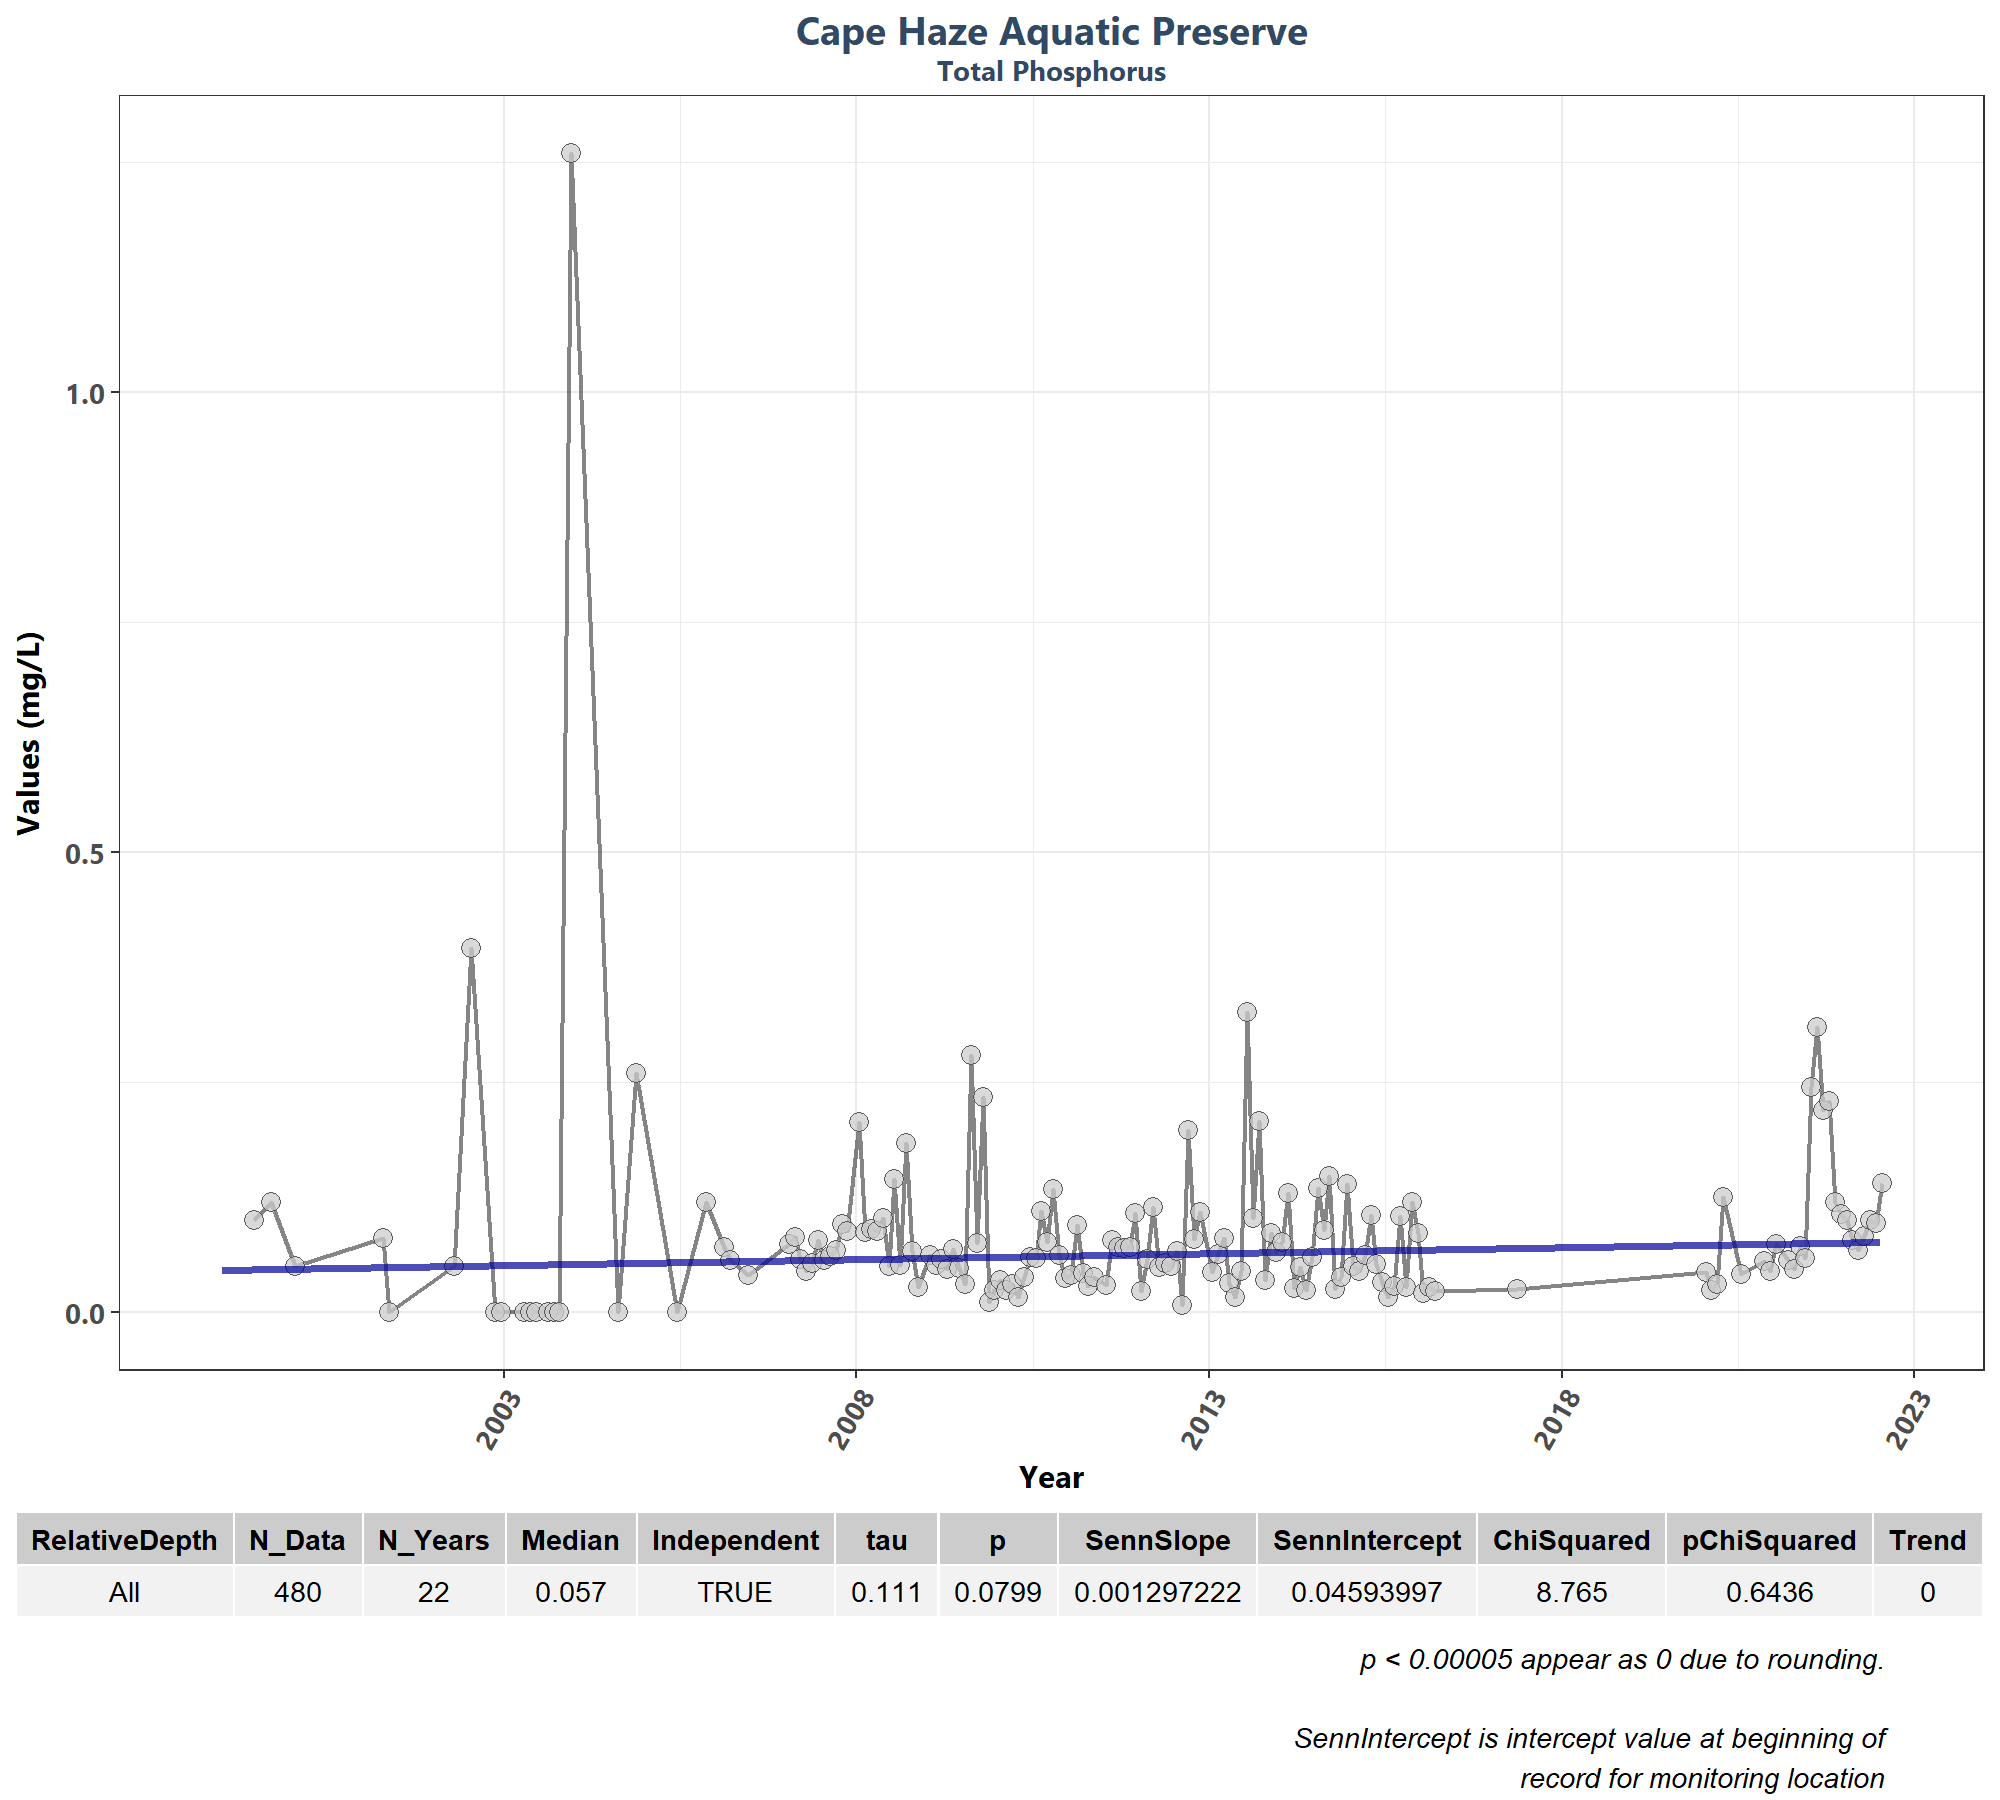 Cape Haze Aquatic Preserve
Total Phosphorus
Values (mg/L)
1.0
0.5
0.0
2003 2008 2013 2018 2023
Year
RelativeDepth N_Data N_Years Median Independent tau p SennSlope SennIntercept ChiSquared pChiSquared Trend
All 480 22 0.057 TRUE 0.111 0.0799 0.001297222 0.04593997 8.765 0.6436 0
p < 0.00005 appear as 0 due to rounding.
SennIntercept is intercept value at beginning of
record for monitoring location